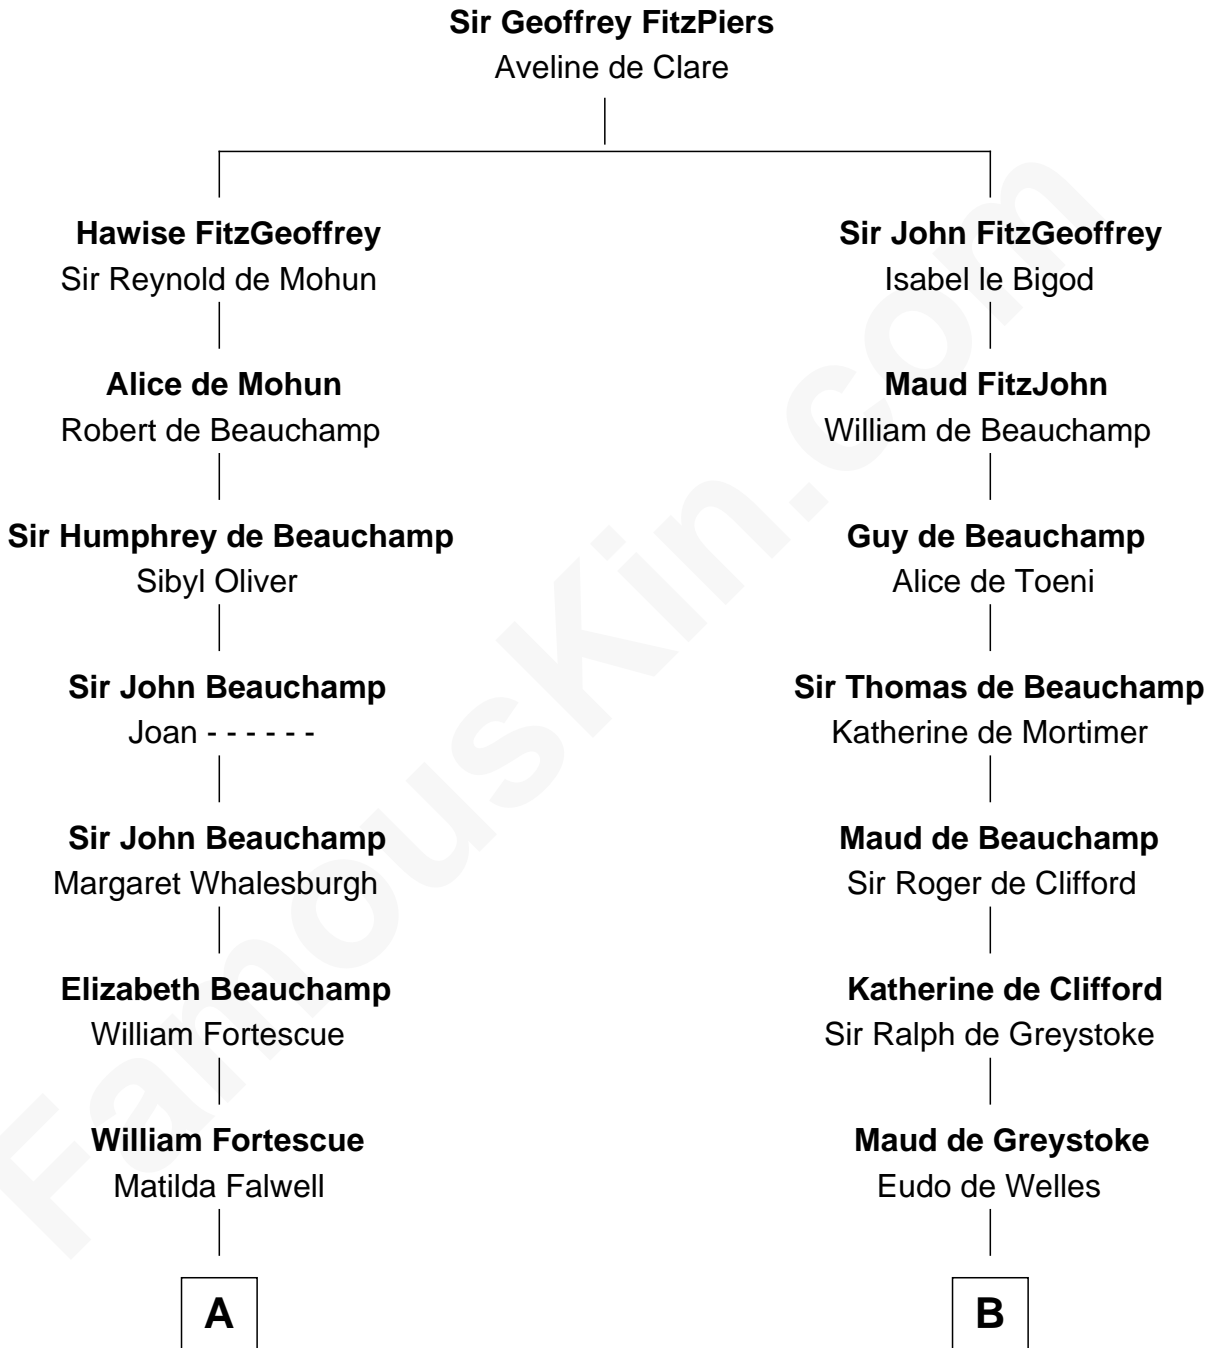 Sir Geoffrey FitzPiers
Aveline de Clare
Hawise FitzGeoffrey
Sir Reynold de Mohun
Sir John FitzGeoffrey
Isabel le Bigod
Alice de Mohun
Robert de Beauchamp
Maud FitzJohn
William de Beauchamp
Sir Humphrey de Beauchamp
Sibyl Oliver
Guy de Beauchamp
Alice de Toeni
Sir John Beauchamp
Joan - - - - - -
Sir Thomas de Beauchamp
Katherine de Mortimer
Sir John Beauchamp
Margaret Whalesburgh
Maud de Beauchamp
Sir Roger de Clifford
Elizabeth Beauchamp
William Fortescue
Katherine de Clifford
Sir Ralph de Greystoke
William Fortescue
Matilda Falwell
Maud de Greystoke
Eudo de Welles
A
B
FamousKin.com